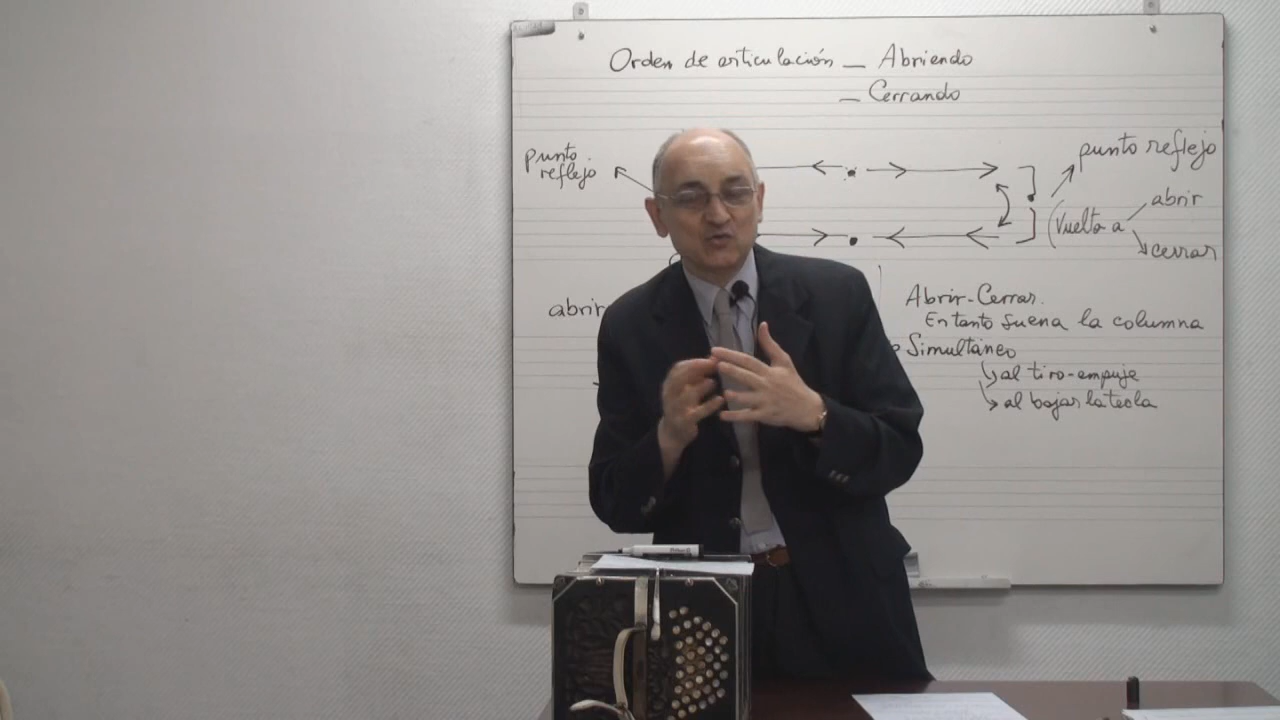 Orden de articulación — Abriendo
— Cerrando
punto reflejo
punto reflejo
(Vuelta a abrir
cerrar
abrir
Abrir-Cerrar.
En tanto suena la columna
Simultáneo
al tiro-empuje
al bajar la tecla